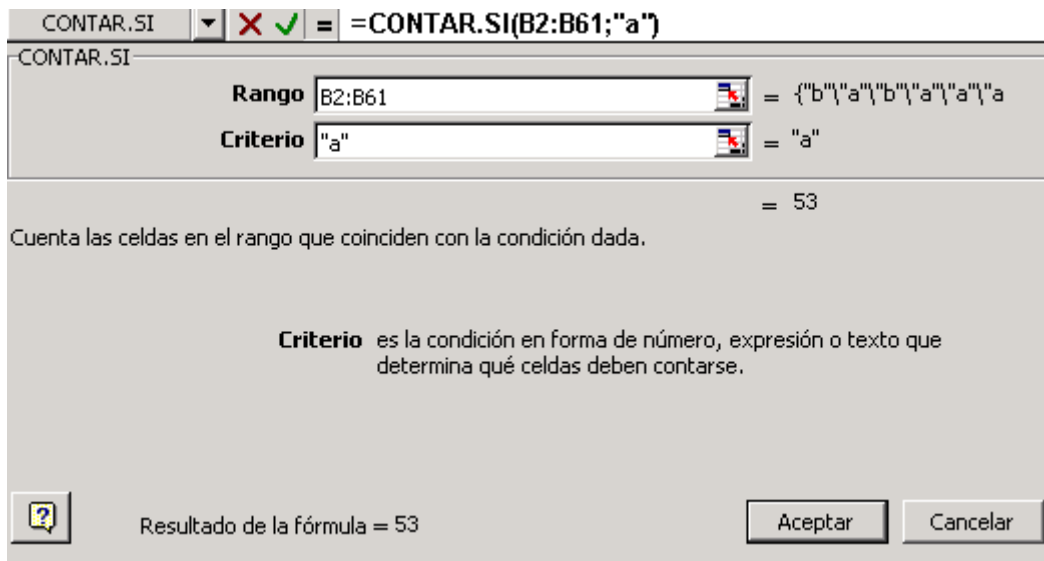 CONTAR.SI = =CONTAR.SI(B2:B61;"a")
CONTAR.SI
Rango B2:B61 = {"b"\"a"\"b"\"a"\"a"\"a
Criterio "a" = "a"
= 53
Cuenta las celdas en el rango que coinciden con la condición dada.
Criterio es la condición en forma de número, expresión o texto que
determina qué celdas deben contarse.
Resultado de la fórmula = 53 Aceptar Cancelar